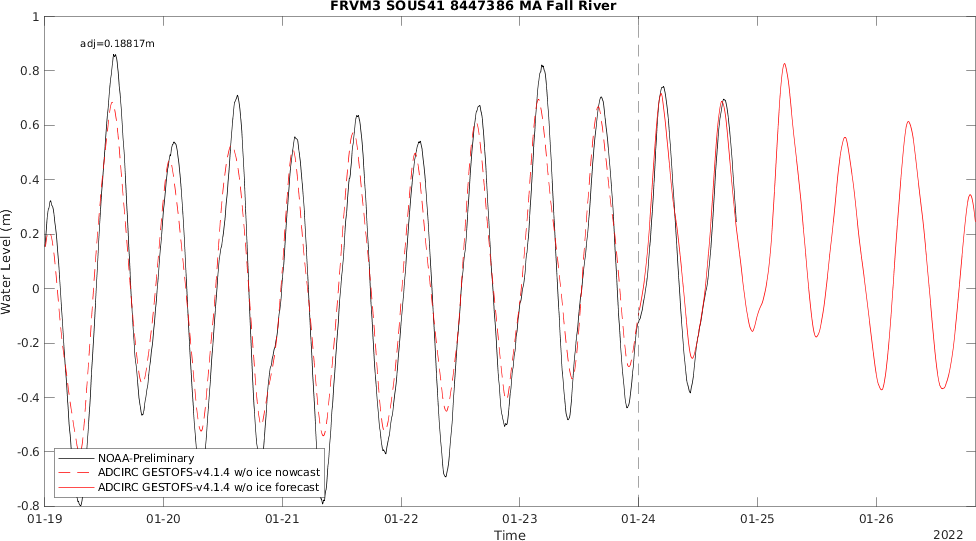 FRVM3 SOUS41 8447386 MA Fall River
adj=0.18817m
1
0.8
0.6
0.4
0.2
0
-0.2
-0.4
-0.6
-0.8
Water Level (m)
NOAA-Preliminary
ADCIRC GESTOFS-v4.1.4 w/o ice nowcast
ADCIRC GESTOFS-v4.1.4 w/o ice forecast
01-19 01-20 01-21 01-22 01-23 01-24 01-25 01-26
Time
2022